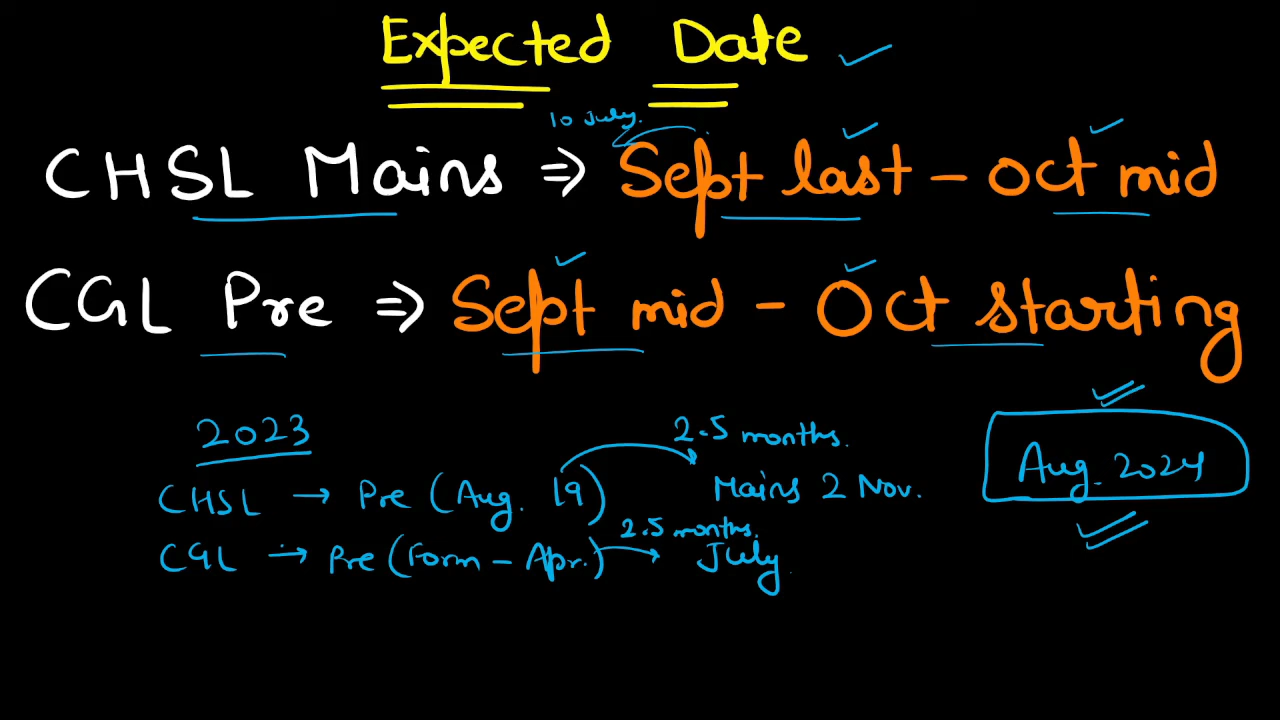 Expected Date
10 July.
CHSL Mains ⇒ Sept last - Oct mid
CGL Pre ⇒ Sept mid - Oct starting
2023
2.5 months.
CHSL → Pre (Aug. 19) Mains 2 Nov.
Aug. 2024
2.5 months.
CGL → Pre (Form - Apr.) → July